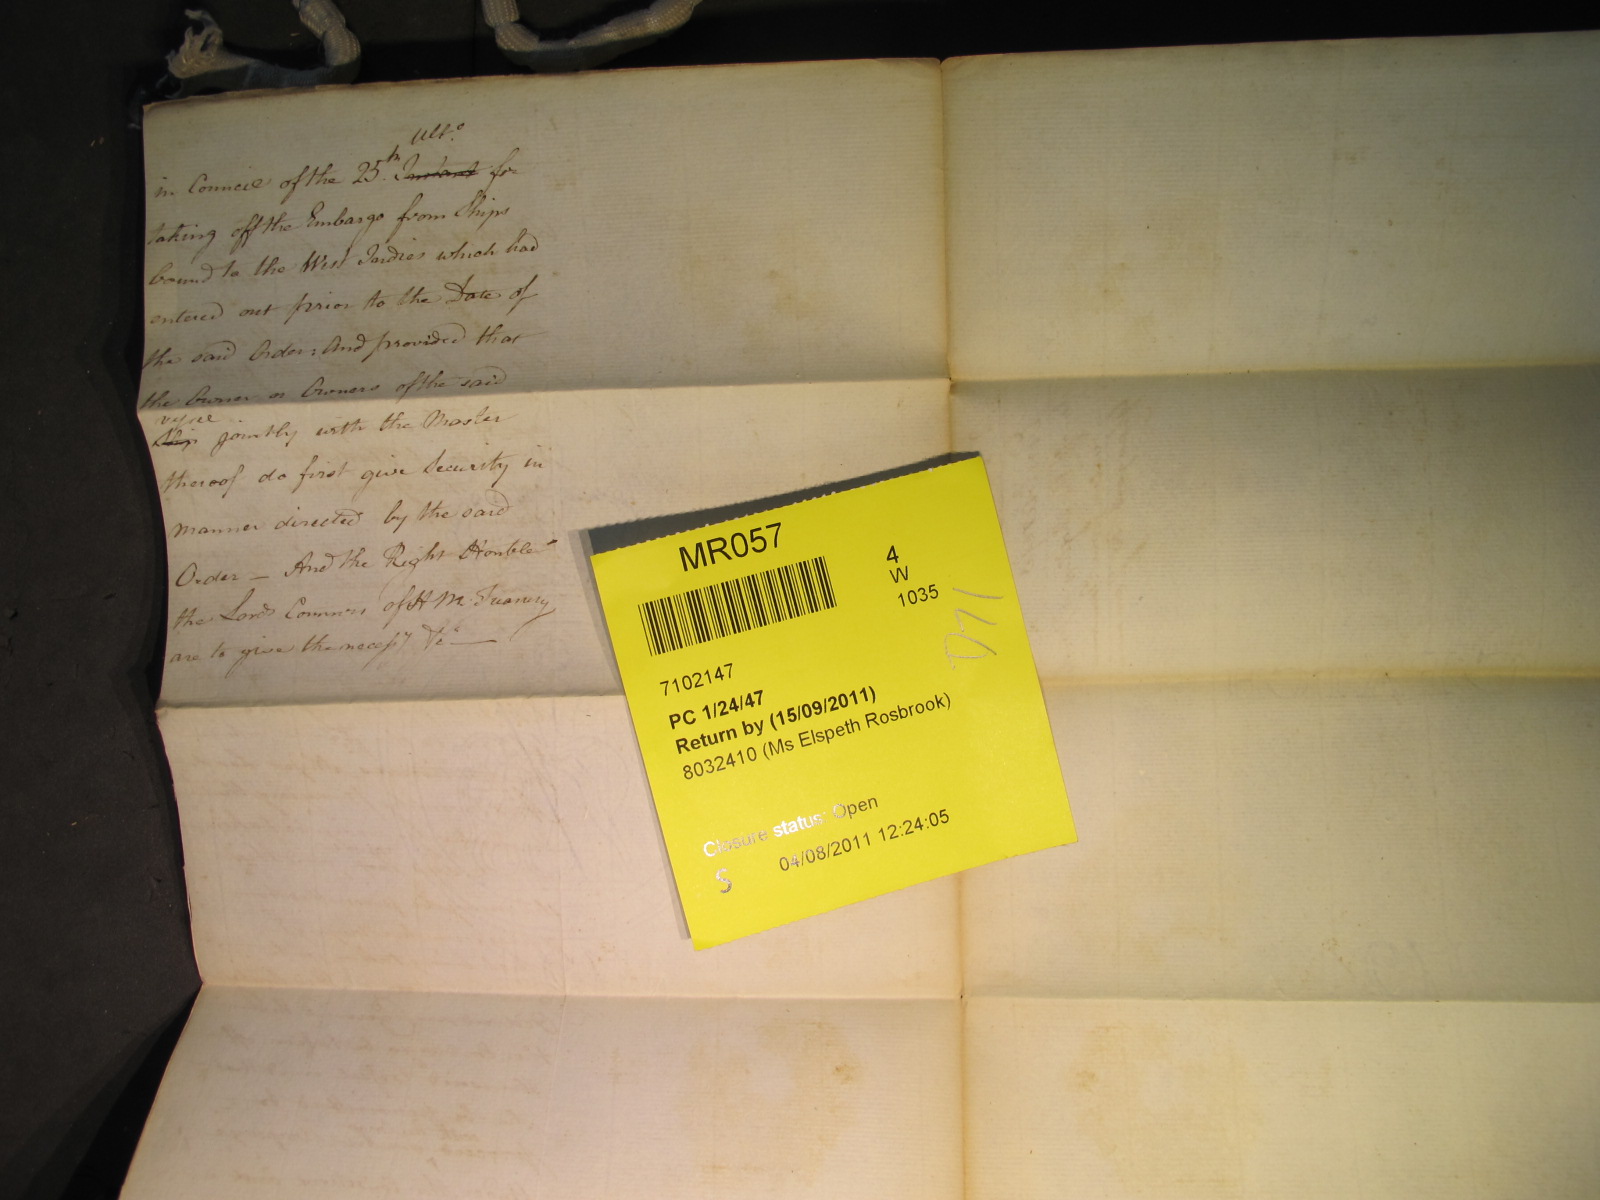 Ulto.
in Council of the 25th. Instant for
taking off the Embargo from Ships
bound to the West Indies which had
entered out prior to the Date of
the said Order: And provided that
the Owner or Owners of the said
vessel
Ship jointly with the Master
thereof do first give Security in
manner directed by the said
Order — And the Right Honble
the Lords Commrs of H M Treasury
are to give the necessy &c —
MR057
4
W
1035
7102147
PC 1/24/47
Return by (15/09/2011)
8032410 (Ms Elspeth Rosbrook)
Closure status: Open
S 04/08/2011 12:24:05